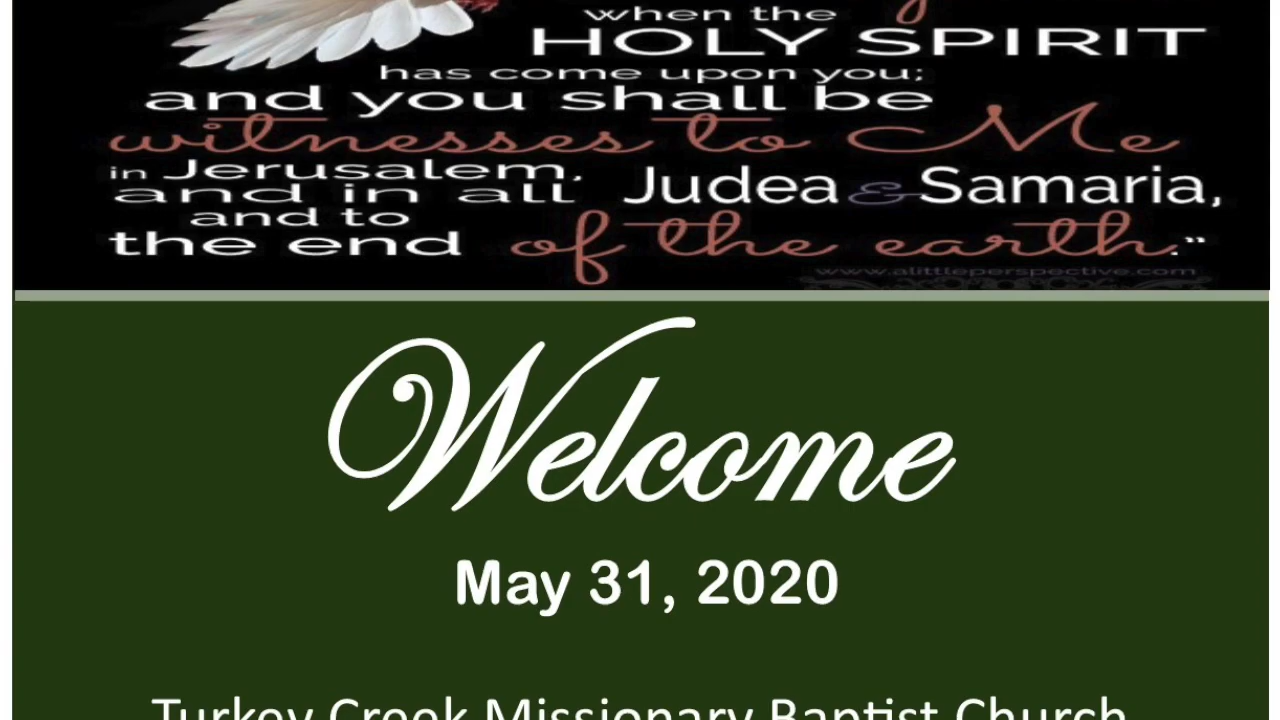 when the
HOLY SPIRIT
has come upon you;
and you shall be
witnesses to Me
in Jerusalem,
and in all Judea & Samaria,
and to
the end of the earth."
www.alittleperspective.com
Welcome
May 31, 2020
Turkey Creek Missionary Baptist Church